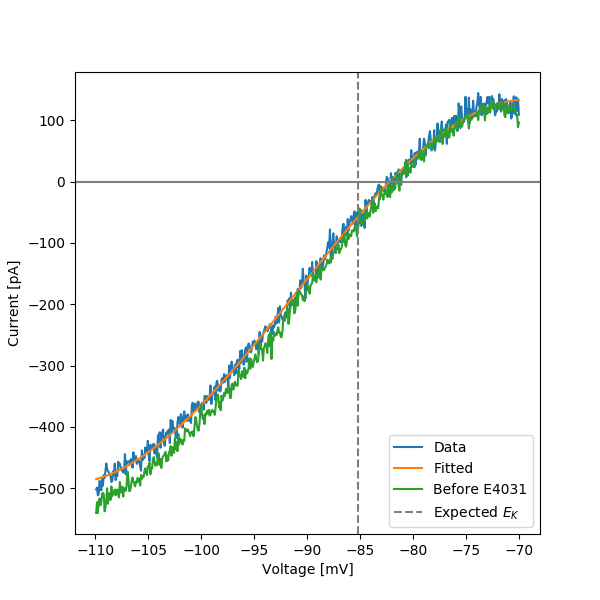 100
0
−100
−200
−300
−400
−500
Current [pA]
−110
−105
−100
−95
−90
−85
−80
−75
−70
Voltage [mV]
Data
Fitted
Before E4031
Expected E_K